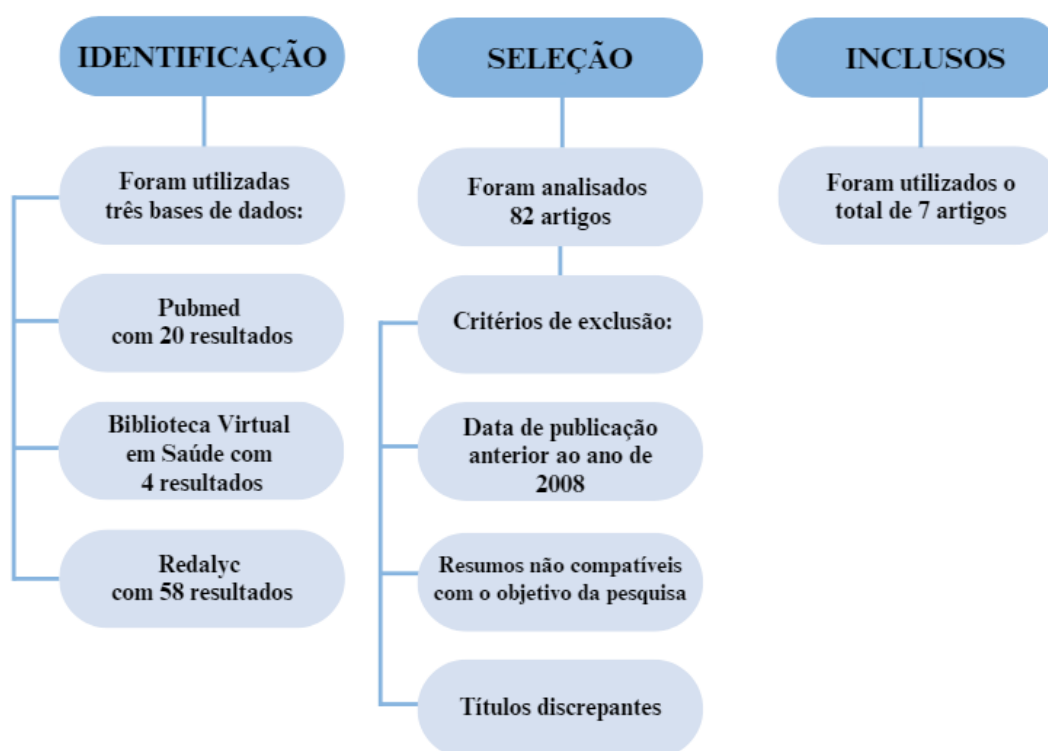 IDENTIFICAÇÃO
Foram utilizadas
três bases de dados:
Pubmed
com 20 resultados
Biblioteca Virtual
em Saúde com
4 resultados
Redalyc
com 58 resultados
SELEÇÃO
Foram analisados
82 artigos
Critérios de exclusão:
Data de publicação
anterior ao ano de
2008
Resumos não compatíveis
com o objetivo da pesquisa
Títulos discrepantes
INCLUSOS
Foram utilizados o
total de 7 artigos